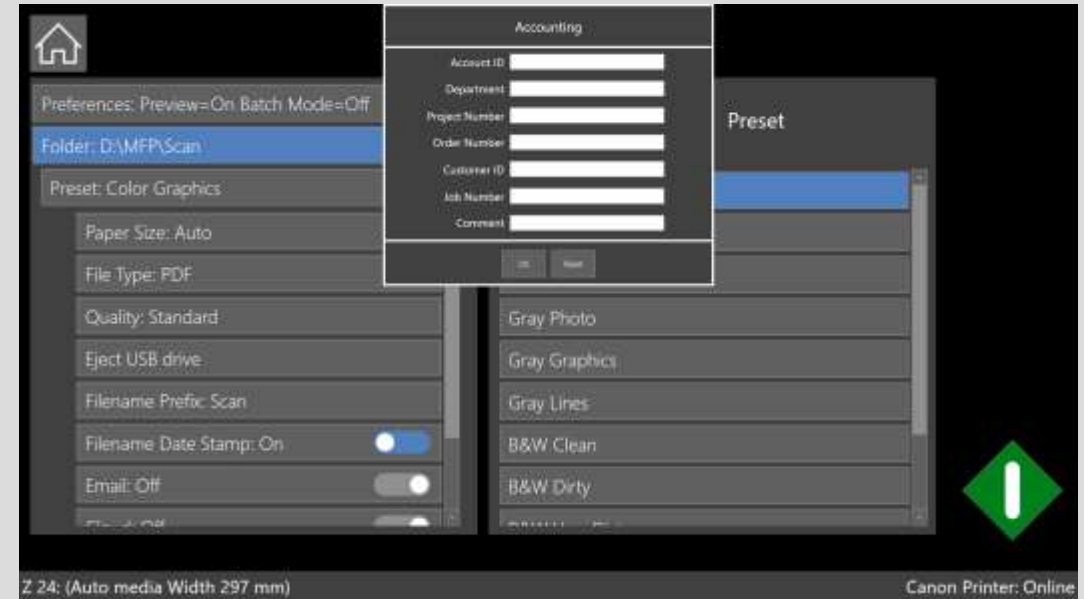 Accounting
Account ID
Department
Project Number
Order Number
Customer ID
Job Number
Comment
OK
Reset
Preferences: Preview=On Batch Mode=Off
Folder: D:\MFP\Scan
Preset: Color Graphics
Paper Size: Auto
File Type: PDF
Quality: Standard
Eject USB drive
Filename Prefix: Scan
Filename Date Stamp: On
Email: Off
Preset
Gray Photo
Gray Graphics
Gray Lines
B&W Clean
B&W Dirty
Z 24: (Auto media Width 297 mm)
Canon Printer: Online